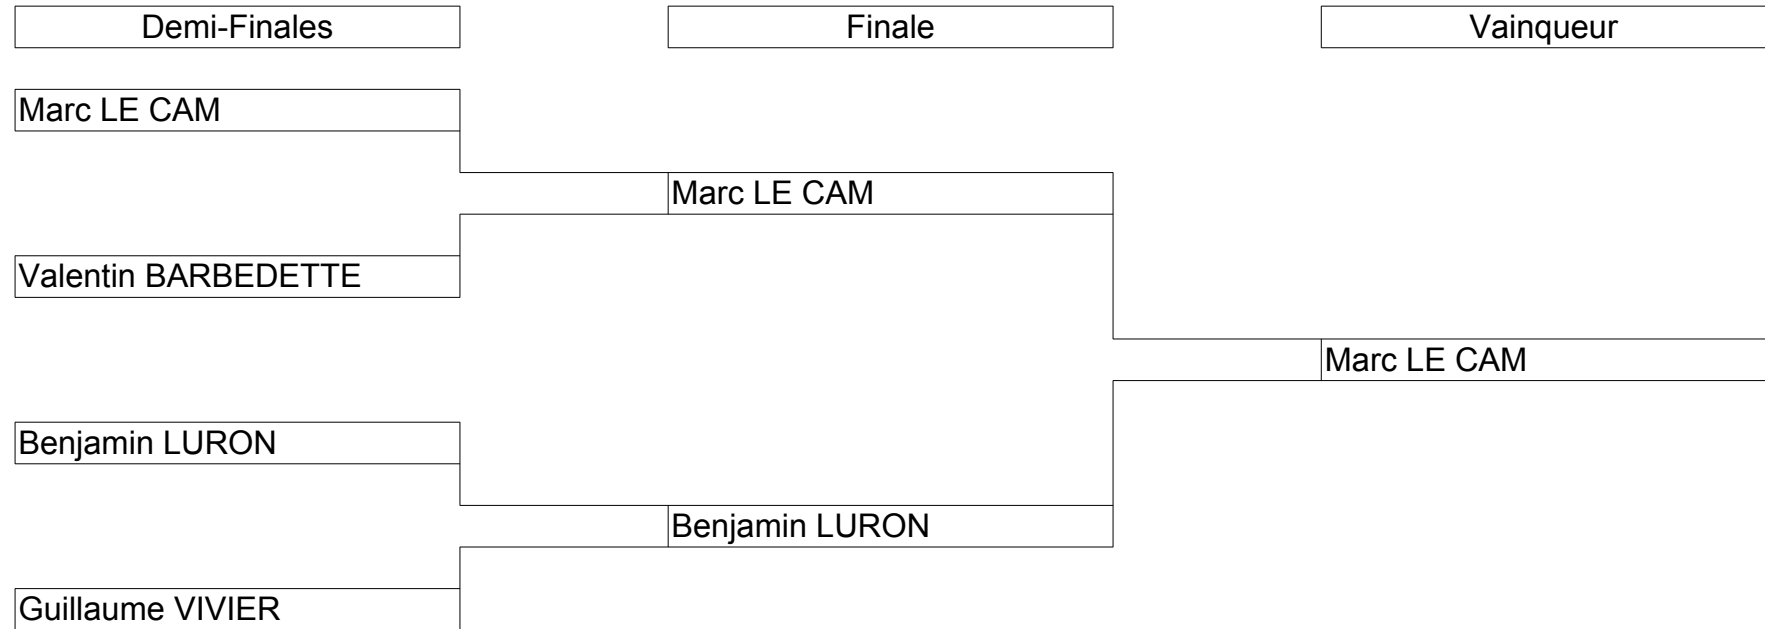 Demi-Finales
Finale
Vainqueur
Marc LE CAM
Marc LE CAM
Valentin BARBEDETTE
Marc LE CAM
Benjamin LURON
Benjamin LURON
Guillaume VIVIER